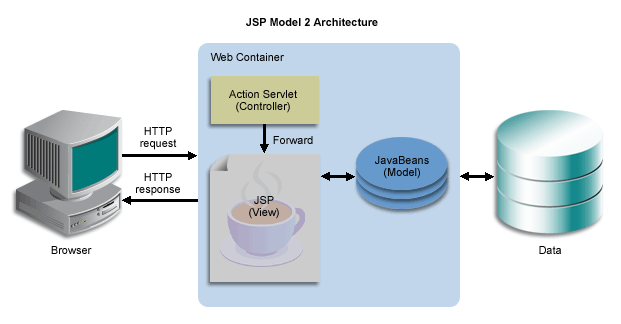 JSP Model 2 Architecture
Web Container
Action Servlet
(Controller)
HTTP
request
Forward
JavaBeans
(Model)
HTTP
response
JSP
(View)
Browser
Data